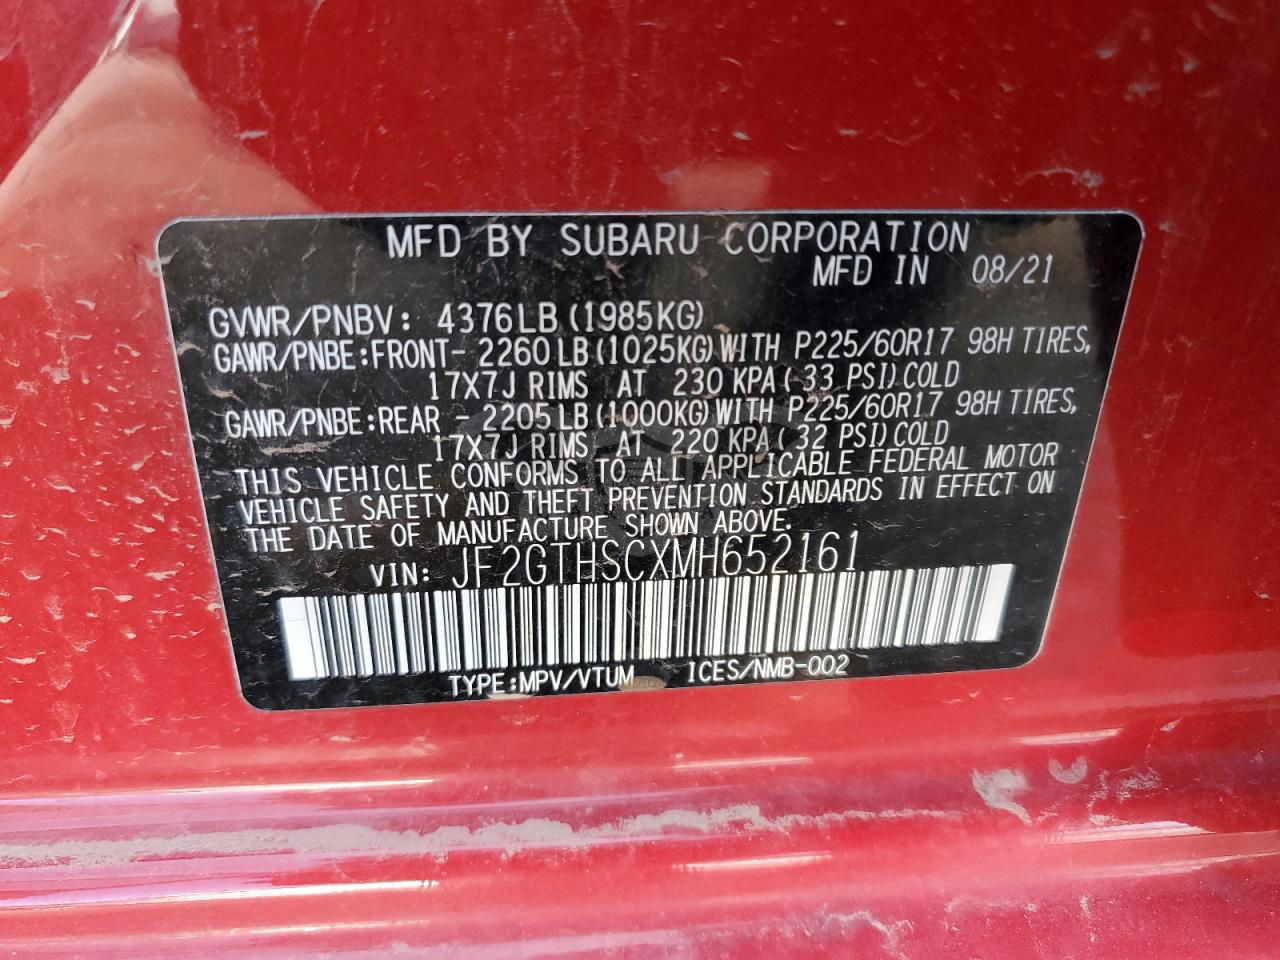 MFD BY SUBARU CORPORATION
MFD IN 08/21
GVWR/PNBV: 4376LB (1985KG)
GAWR/PNBE:FRONT- 2260LB (1025KG) WITH P225/60R17 98H TIRES,
17X7J RIMS AT 230 KPA ( 33 PSI) COLD
GAWR/PNBE:REAR - 2205LB (1000KG) WITH P225/60R17 98H TIRES,
17X7J RIMS AT 220 KPA ( 32 PSI) COLD
THIS VEHICLE CONFORMS TO ALL APPLICABLE FEDERAL MOTOR
VEHICLE SAFETY AND THEFT PREVENTION STANDARDS IN EFFECT ON
THE DATE OF MANUFACTURE SHOWN ABOVE.
VIN: JF2GTHSCXMH652161
TYPE:MPV/VTUM ICES/NMB-002